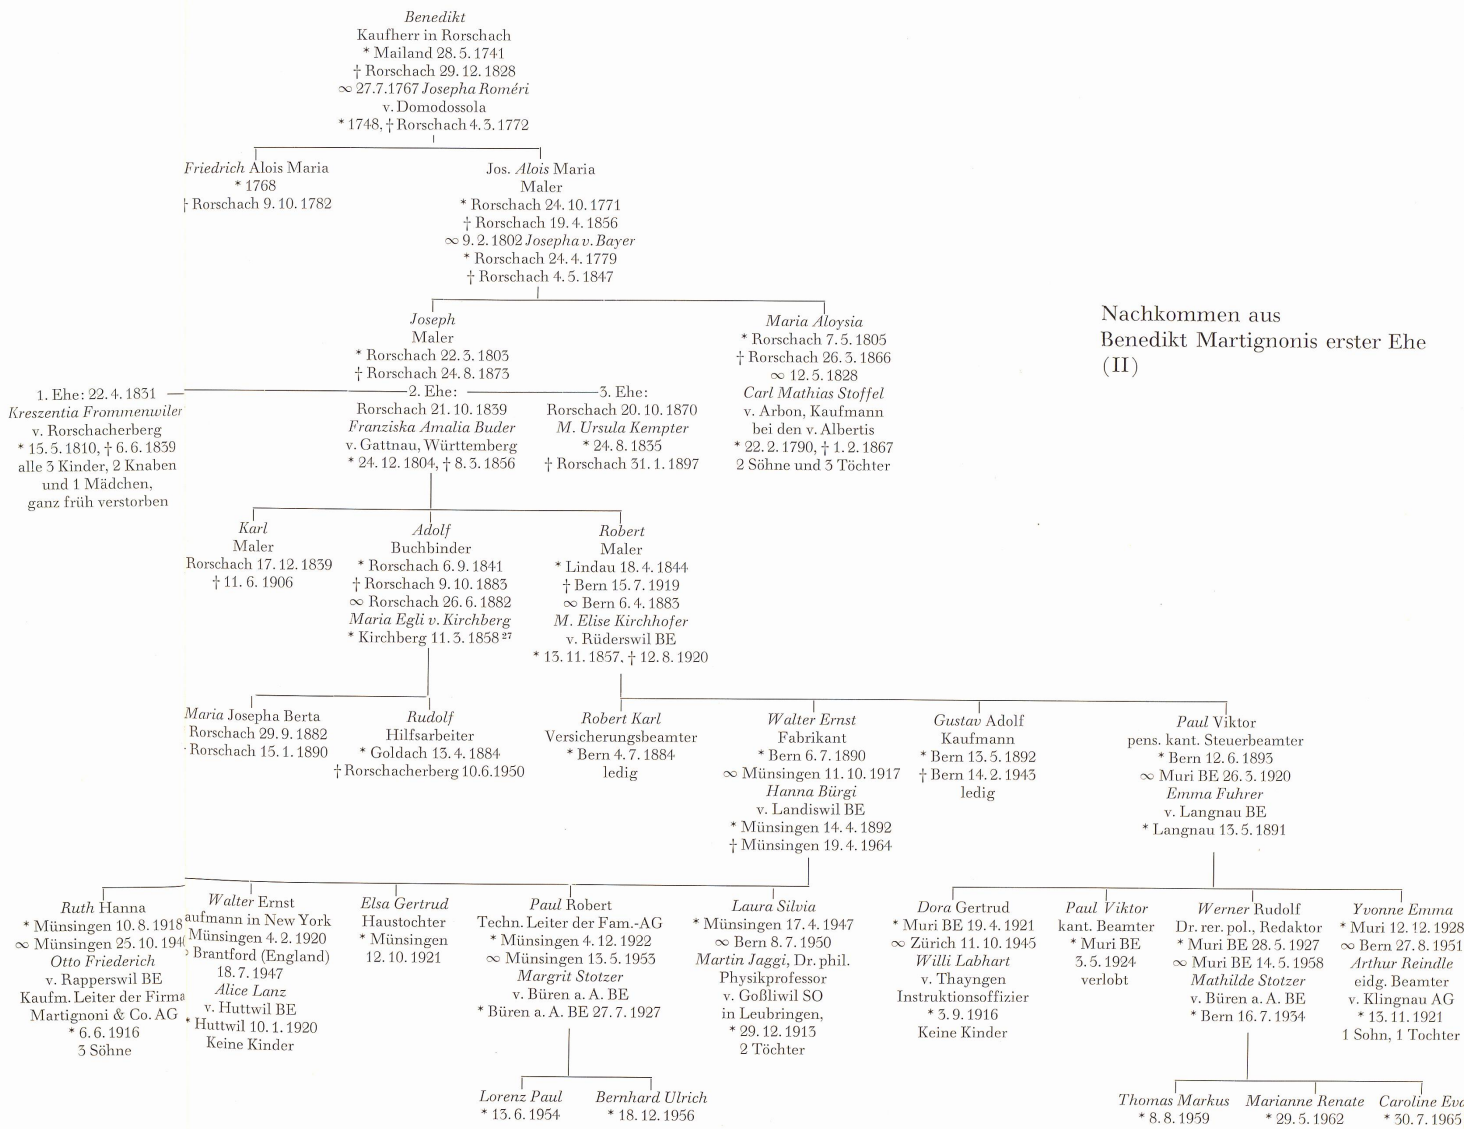 Benedikt
Kaufherr in Rorschach
* Mailand 28.5.1741
† Rorschach 29.12.1828
∞ 27.7.1767 Josepha Roméri
v. Domodossola
* 1748, † Rorschach 4.3.1772
Friedrich Alois Maria
* 1768
† Rorschach 9.10.1782
Jos. Alois Maria
Maler
* Rorschach 24.10.1771
† Rorschach 19.4.1856
∞ 9.2.1802 Josepha v. Bayer
* Rorschach 24.4.1779
† Rorschach 4.5.1847
Nachkommen aus
Benedikt Martignonis erster Ehe
(II)
Joseph
Maler
* Rorschach 22.3.1803
† Rorschach 24.8.1873
Maria Aloysia
* Rorschach 7.5.1805
† Rorschach 26.3.1866
∞ 12.5.1828
Carl Mathias Stoffel
v. Arbon, Kaufmann
bei den v. Albertis
* 22.2.1790, † 1.2.1867
2 Söhne und 3 Töchter
1. Ehe: 22.4.1831
Kreszentia Frommenwiler
v. Rorschacherberg
* 15.5.1810, † 6.6.1839
alle 3 Kinder, 2 Knaben
und 1 Mädchen,
ganz früh verstorben
2. Ehe:
Rorschach 21.10.1839
Franziska Amalia Buder
v. Gattnau, Württemberg
* 24.12.1804, † 8.3.1856
3. Ehe:
Rorschach 20.10.1870
M. Ursula Kempter
* 24.8.1835
† Rorschach 31.1.1897
Karl
Maler
Rorschach 17.12.1839
† 11.6.1906
Adolf
Buchbinder
* Rorschach 6.9.1841
† Rorschach 9.10.1883
∞ Rorschach 26.6.1882
Maria Egli v. Kirchberg
* Kirchberg 11.3.1858 27
Robert
Maler
* Lindau 18.4.1844
† Bern 15.7.1919
∞ Bern 6.4.1883
M. Elise Kirchhofer
v. Rüderswil BE
* 13.11.1857, † 12.8.1920
Maria Josepha Berta
Rorschach 29.9.1882
Rorschach 15.1.1890
Rudolf
Hilfsarbeiter
* Goldach 13.4.1884
† Rorschacherberg 10.6.1950
Robert Karl
Versicherungsbeamter
* Bern 4.7.1884
ledig
Walter Ernst
Fabrikant
* Bern 6.7.1890
∞ Münsingen 11.10.1917
Hanna Bürgi
v. Landiswil BE
* Münsingen 14.4.1892
† Münsingen 19.4.1964
Gustav Adolf
Kaufmann
* Bern 13.5.1892
† Bern 14.2.1943
ledig
Paul Viktor
pens. kant. Steuerbeamter
* Bern 12.6.1893
∞ Muri BE 26.3.1920
Emma Fuhrer
v. Langnau BE
* Langnau 13.5.1891
Ruth Hanna
* Münsingen 10.8.1918
∞ Münsingen 25.10.194
Otto Friederich
v. Rapperswil BE
Kaufm. Leiter der Firma
Martignoni & Co. AG
* 6.6.1916
3 Söhne
Walter Ernst
aufmann in New York
Münsingen 4.2.1920
Brantford (England)
18.7.1947
Alice Lanz
v. Huttwil BE
* Huttwil 10.1.1920
Keine Kinder
Elsa Gertrud
Haustochter
* Münsingen
12.10.1921
Paul Robert
Techn. Leiter der Fam.-AG
* Münsingen 4.12.1922
∞ Münsingen 13.5.1953
Margrit Stotzer
v. Büren a. A. BE
* Büren a. A. BE 27.7.1927
Laura Silvia
* Münsingen 17.4.1947
∞ Bern 8.7.1950
Martin Jaggi, Dr. phil.
Physikprofessor
v. Goßliwil SO
in Leubringen,
* 29.12.1913
2 Töchter
Dora Gertrud
* Muri BE 19.4.1921
∞ Zürich 11.10.1945
Willi Labhart
v. Thayngen
Instruktionsoffizier
* 3.9.1916
Keine Kinder
Paul Viktor
kant. Beamter
* Muri BE
3.5.1924
verlobt
Werner Rudolf
Dr. rer. pol., Redaktor
* Muri BE 28.5.1927
∞ Muri BE 14.5.1958
Mathilde Stotzer
v. Büren a. A. BE
* Bern 16.7.1934
Yvonne Emma
* Muri 12.12.1928
∞ Bern 27.8.1951
Arthur Reindle
eidg. Beamter
v. Klingnau AG
* 13.11.1921
1 Sohn, 1 Tochter
Lorenz Paul
* 13.6.1954
Bernhard Ulrich
* 18.12.1956
Thomas Markus
* 8.8.1959
Marianne Renate
* 29.5.1962
Caroline Eva
* 30.7.1965